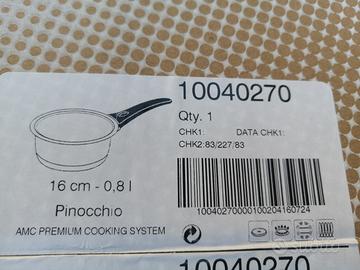 10040270
Qty. 1
CHK1: DATA CHK1:
CHK2:83/227/83
16 cm - 0,8 l
Pinocchio
AMC PREMIUM COOKING SYSTEM
10040270000100204160724
10040270